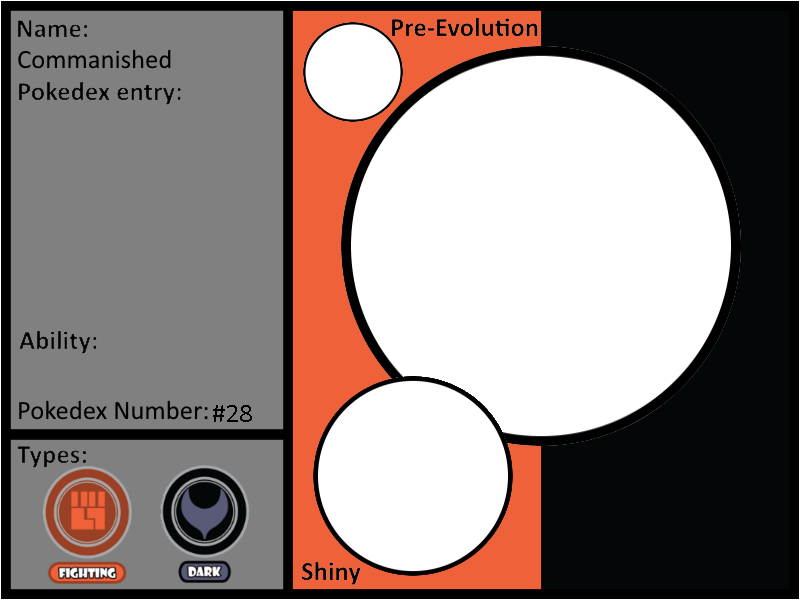 Name:
Commanished
Pokedex entry:
Ability:
Pokedex Number: #28
Types:
FIGHTING
DARK
Pre-Evolution
Shiny